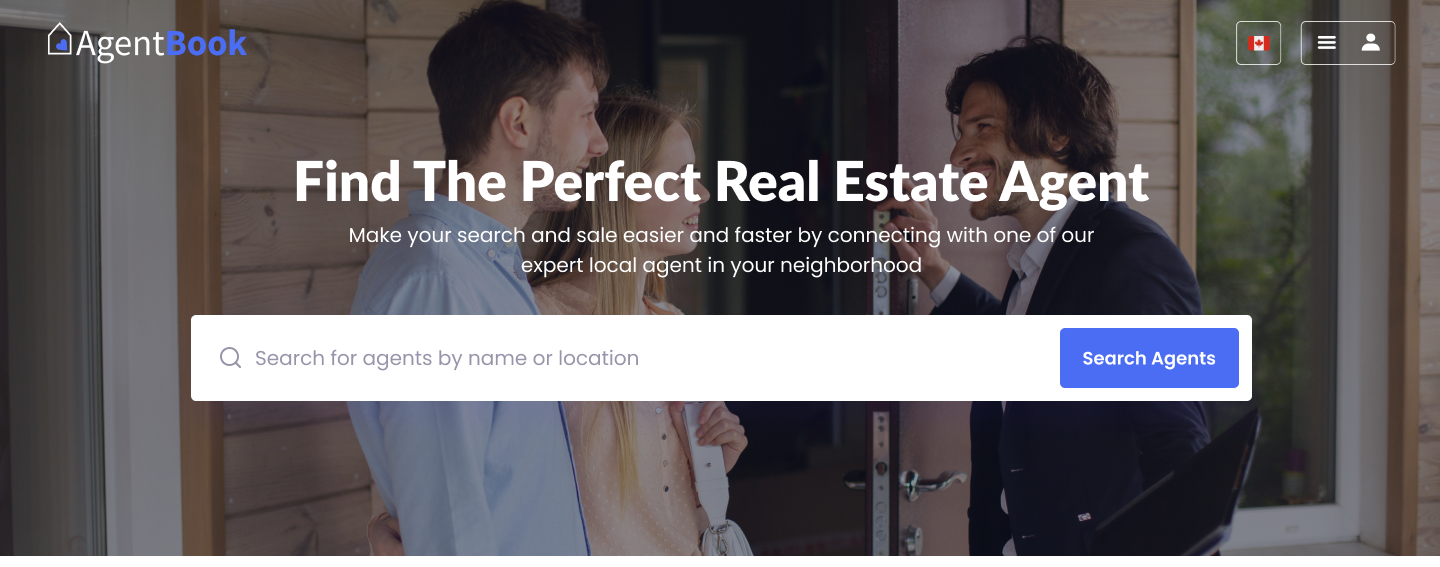 AgentBook
Find The Perfect Real Estate Agent
Make your search and sale easier and faster by connecting with one of our
expert local agent in your neighborhood
Search for agents by name or location
Search Agents